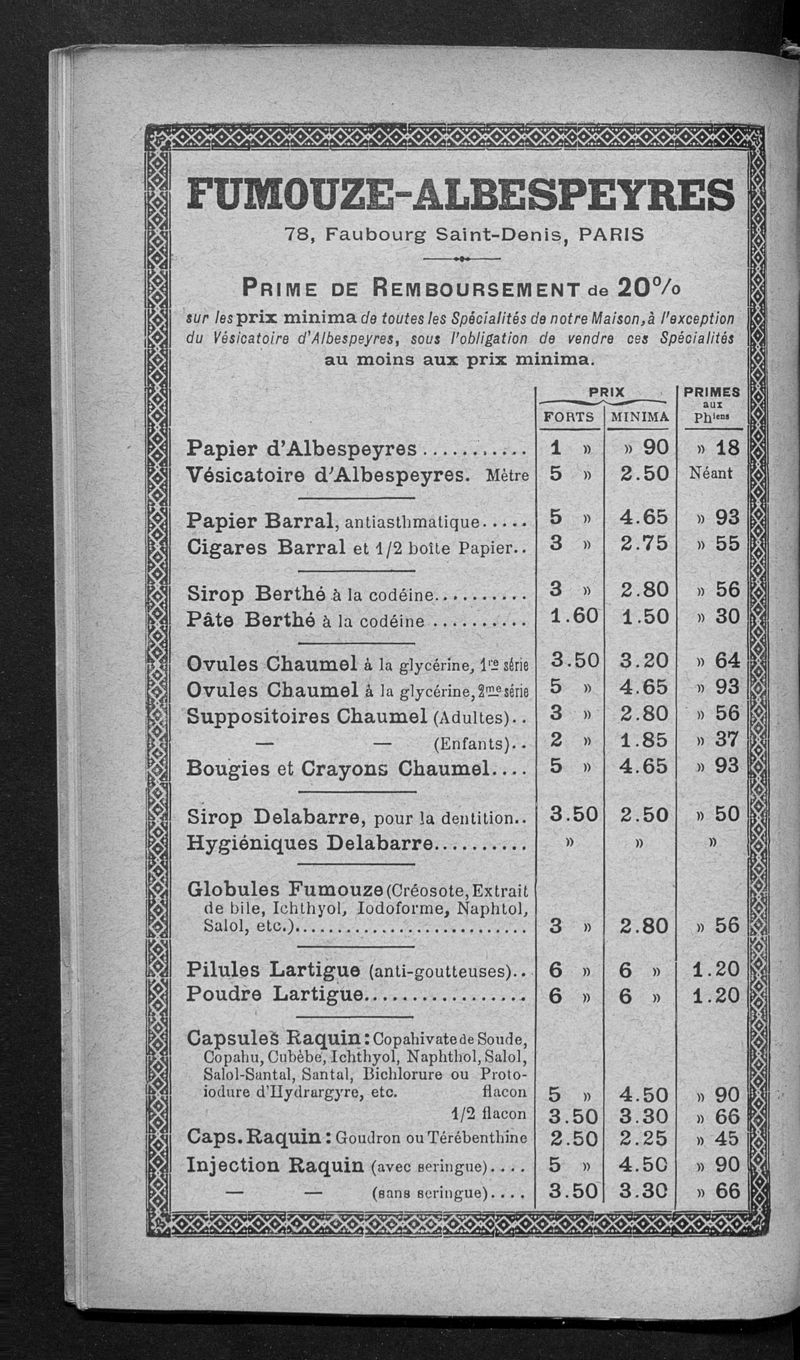 FUMOUZE-ALBESPEYRES
78, Faubourg Saint-Denis, PARIS
PRIME DE REMBOURSEMENT de 20%
sur les prix minima de toutes les Spécialités de notre Maison, à l'exception
du Vésicatoire d'Albespeyres, sous l'obligation de vendre ces Spécialités
au moins aux prix minima.
PRIX PRIMES
aux
FORTS MINIMA Phiens
Papier d'Albespeyres ........... 1 » » 90 » 18
Vésicatoire d'Albespeyres. Mètre 5 » 2.50 Néant
Papier Barral, antiasthmatique..... 5 » 4.65 » 93
Cigares Barral et 1/2 boîte Papier.. 3 » 2.75 » 55
Sirop Berthé à la codéine.......... 3 » 2.80 » 56
Pâte Berthé à la codéine .......... 1.60 1.50 » 30
Ovules Chaumel à la glycérine, 1re série 3.50 3.20 » 64
Ovules Chaumel à la glycérine, 2me série 5 » 4.65 » 93
Suppositoires Chaumel (Adultes).. 3 » 2.80 » 56
— — (Enfants).. 2 » 1.85 » 37
Bougies et Crayons Chaumel.... 5 » 4.65 » 93
Sirop Delabarre, pour la dentition.. 3.50 2.50 » 50
Hygiéniques Delabarre.......... » » »
Globules Fumouze (Créosote, Extrait
de bile, Ichthyol, Iodoforme, Naphtol,
Salol, etc.)........................... 3 » 2.80 » 56
Pilules Lartigue (anti-goutteuses).. 6 » 6 » 1.20
Poudre Lartigue................. 6 » 6 » 1.20
Capsules Raquin : Copahivate de Soude,
Copahu, Cubèbe, Ichthyol, Naphthol, Salol,
Salol-Santal, Santal, Bichlorure ou Proto-
iodure d'Hydrargyre, etc. flacon 5 » 4.50 » 90
1/2 flacon 3.50 3.30 » 66
Caps. Raquin : Goudron ou Térébenthine 2.50 2.25 » 45
Injection Raquin (avec seringue).... 5 » 4.50 » 90
— — (sans seringue).... 3.50 3.30 » 66